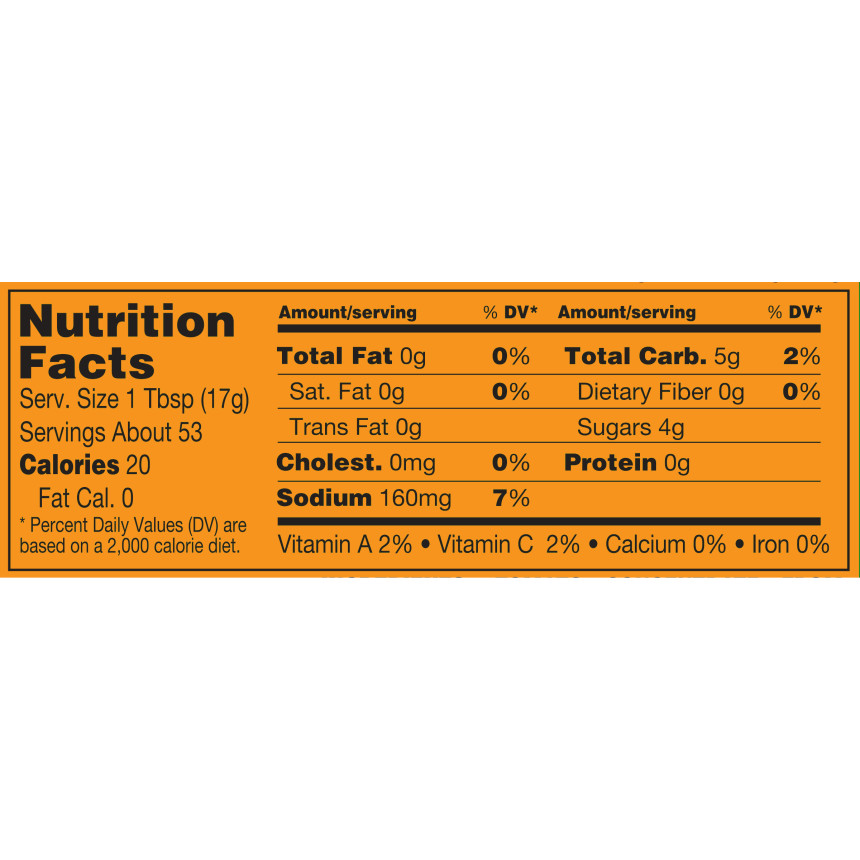 Nutrition
Facts
Serv. Size 1 Tbsp (17g)
Servings About 53
Calories 20
Fat Cal. 0
* Percent Daily Values (DV) are
based on a 2,000 calorie diet.
Amount/serving % DV* Amount/serving % DV*
Total Fat 0g 0% Total Carb. 5g 2%
Sat. Fat 0g 0% Dietary Fiber 0g 0%
Trans Fat 0g Sugars 4g
Cholest. 0mg 0% Protein 0g
Sodium 160mg 7%
Vitamin A 2% • Vitamin C 2% • Calcium 0% • Iron 0%